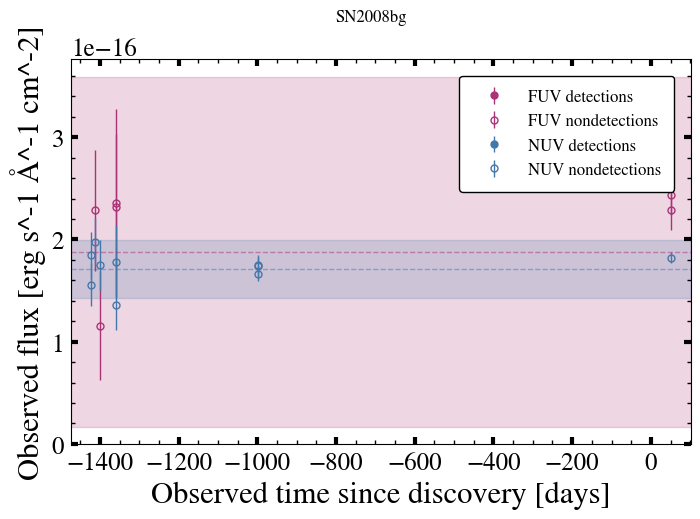 SN2008bg
1e−16
Observed flux [erg s^-1 Å^-1 cm^-2]
3
2
1
0
FUV detections
FUV nondetections
NUV detections
NUV nondetections
−1400 −1200 −1000 −800 −600 −400 −200 0
Observed time since discovery [days]